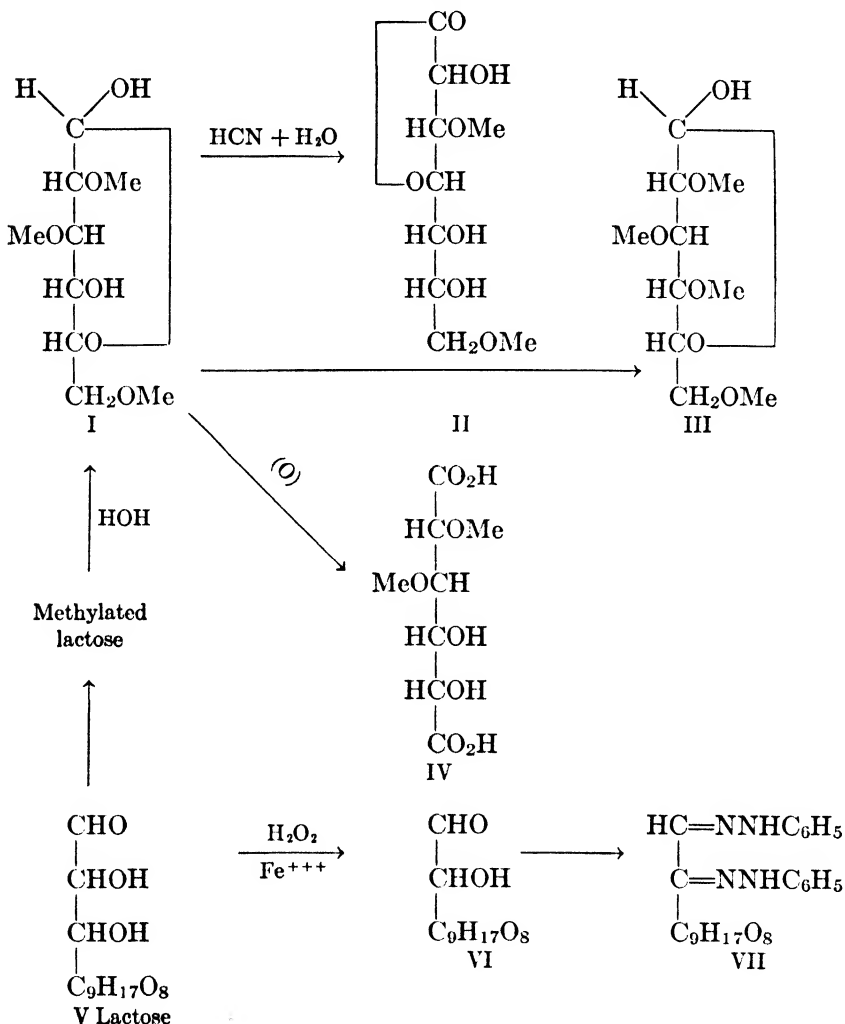 H OH
C
HCOMe
MeOCH
HCOH
HCO
CH₂OMe
I
HCN + H₂O
CO
CHOH
HCOMe
OCH
HCOH
HCOH
CH₂OMe
II
H OH
C
HCOMe
MeOCH
HCOMe
HCO
CH₂OMe
III
(O)
HOH
Methylated
lactose
CO₂H
HCOMe
MeOCH
HCOH
HCOH
CO₂H
IV
CHO
CHOH
CHOH
C₉H₁₇O₈
V Lactose
H₂O₂
Fe⁺⁺⁺
CHO
CHOH
C₉H₁₇O₈
VI
HC=NNHC₆H₅
C=NNHC₆H₅
C₉H₁₇O₈
VII